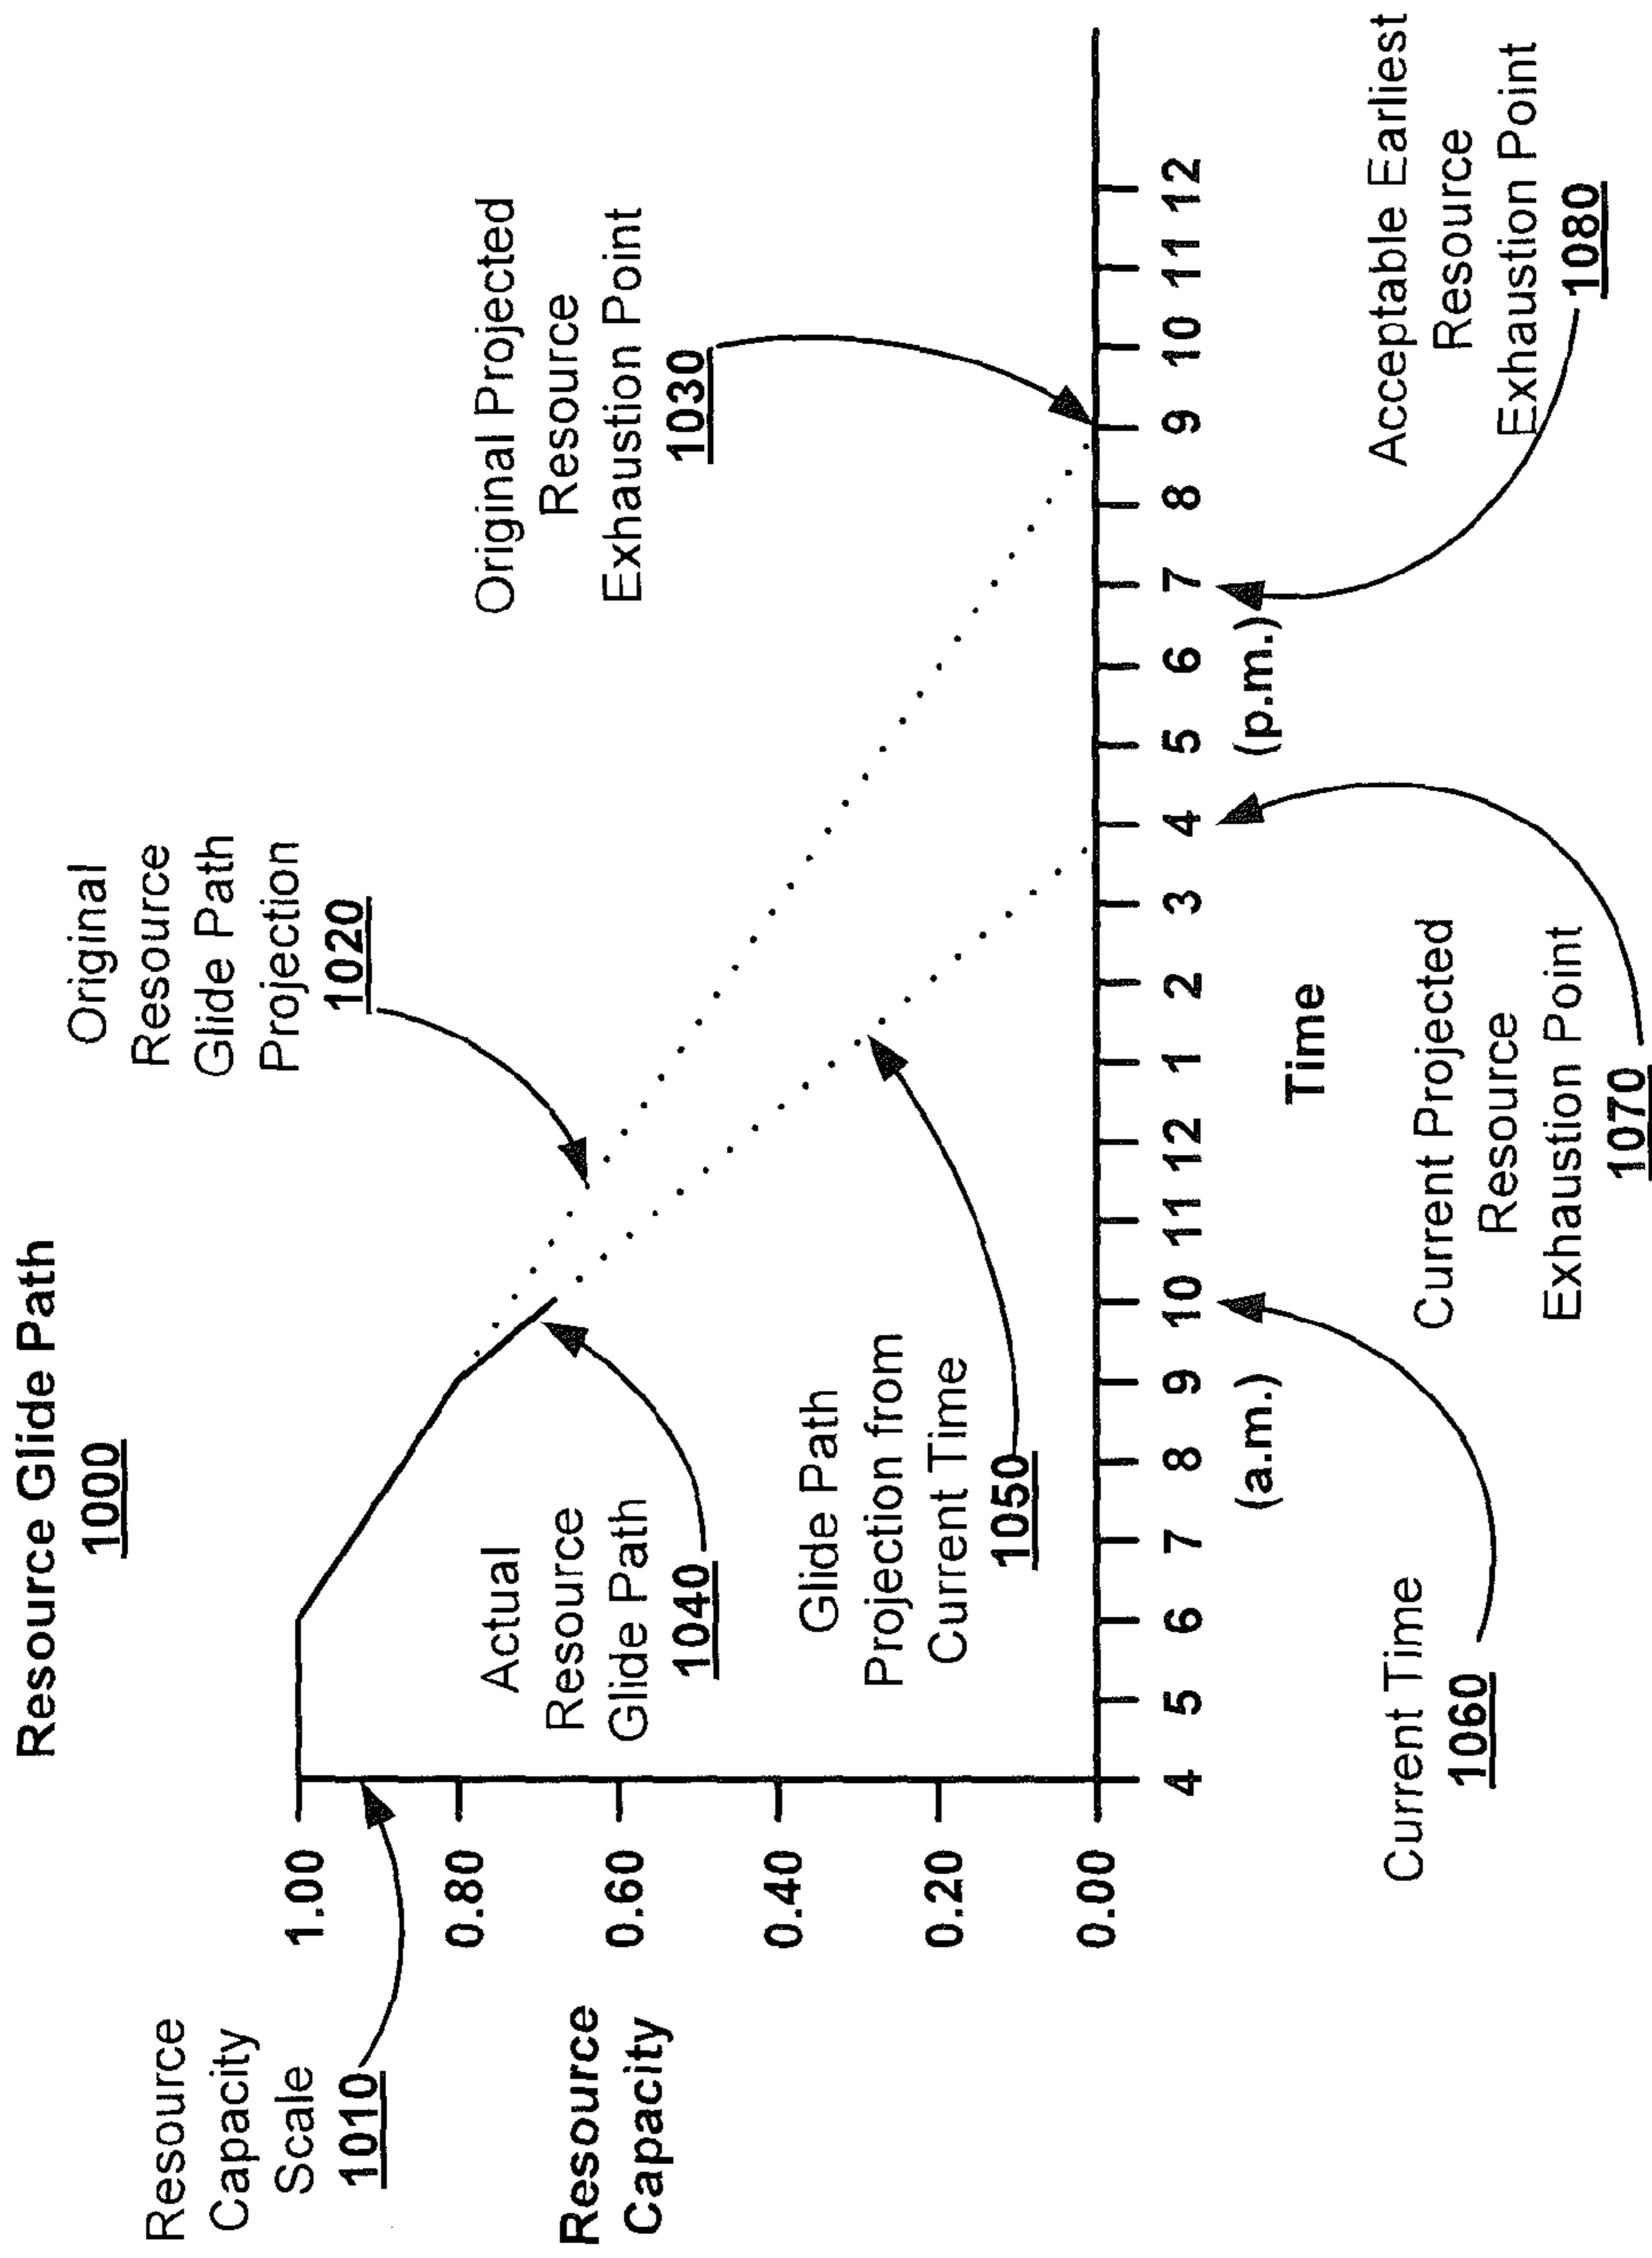 Resource Glide Path
1000
Resource
Capacity
Scale
1010
Original
Resource
Glide Path
Projection
1020
Original Projected
Resource
Exhaustion Point
1030
Resource
Capacity
1.00
0.80
0.60
0.40
0.20
0.00
Actual
Resource
Glide Path
1040
Glide Path
Projection from
Current Time
1050
4 5 6 7 8 9 10 11 12 1 2 3 4 5 6 7 8 9 10 11 12
(a.m.) (p.m.)
Time
Current Time
1060
Current Projected
Resource
Exhaustion Point
1070
Acceptable Earliest
Resource
Exhaustion Point
1080